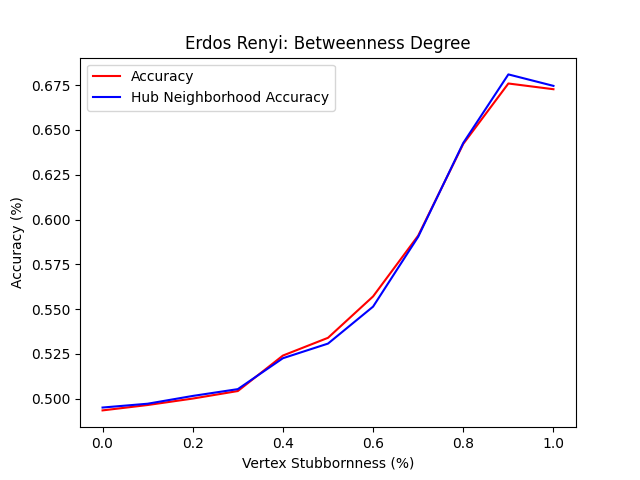 Erdos Renyi: Betweenness Degree
Accuracy
Hub Neighborhood Accuracy
Accuracy (%)
0.675
0.650
0.625
0.600
0.575
0.550
0.525
0.500
0.0 0.2 0.4 0.6 0.8 1.0
Vertex Stubbornness (%)